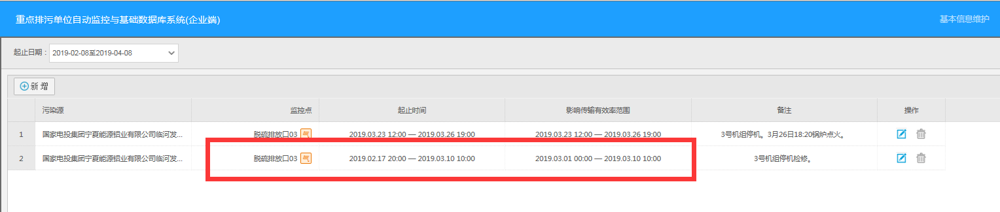 重点排污单位自动监控与基础数据库系统(企业端)
基本信息维护
起止日期： 2019-02-08至2019-04-08
新 增
污染源 监控点 起止时间 影响传输有效率范围 备注 操作
1 国家电投集团宁夏能源铝业有限公司临河发... 脱硫排放口03 气 2019.03.23 12:00 — 2019.03.26 19:00 2019.03.23 12:00 — 2019.03.26 19:00 3号机组停机。3月26日18:20锅炉点火。
2 国家电投集团宁夏能源铝业有限公司临河发... 脱硫排放口03 气 2019.02.17 20:00 — 2019.03.10 10:00 2019.03.01 00:00 — 2019.03.10 10:00 3号机组停机检修。